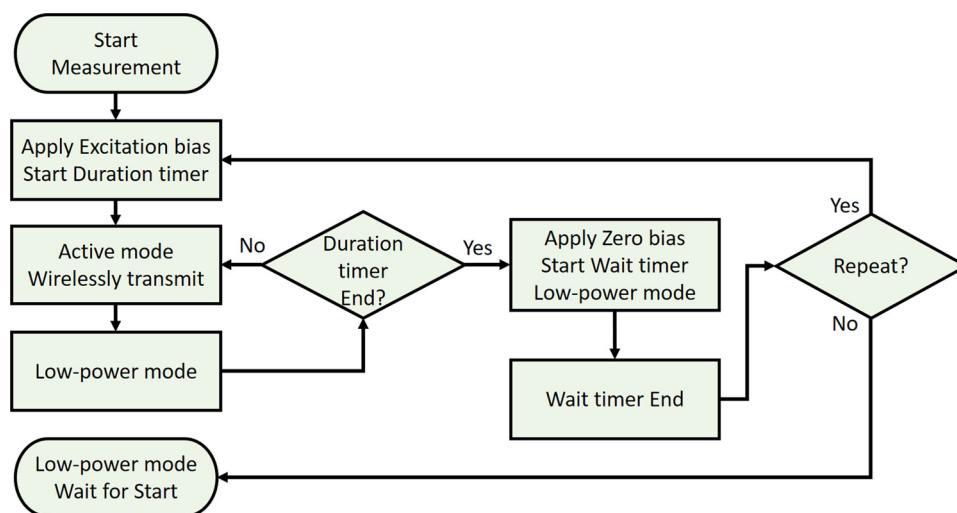 Start
Measurement
Apply Excitation bias
Start Duration timer
Active mode
Wirelessly transmit
Low-power mode
No
Duration
timer
End?
Yes
Apply Zero bias
Start Wait timer
Low-power mode
Wait timer End
Yes
Repeat?
No
Low-power mode
Wait for Start